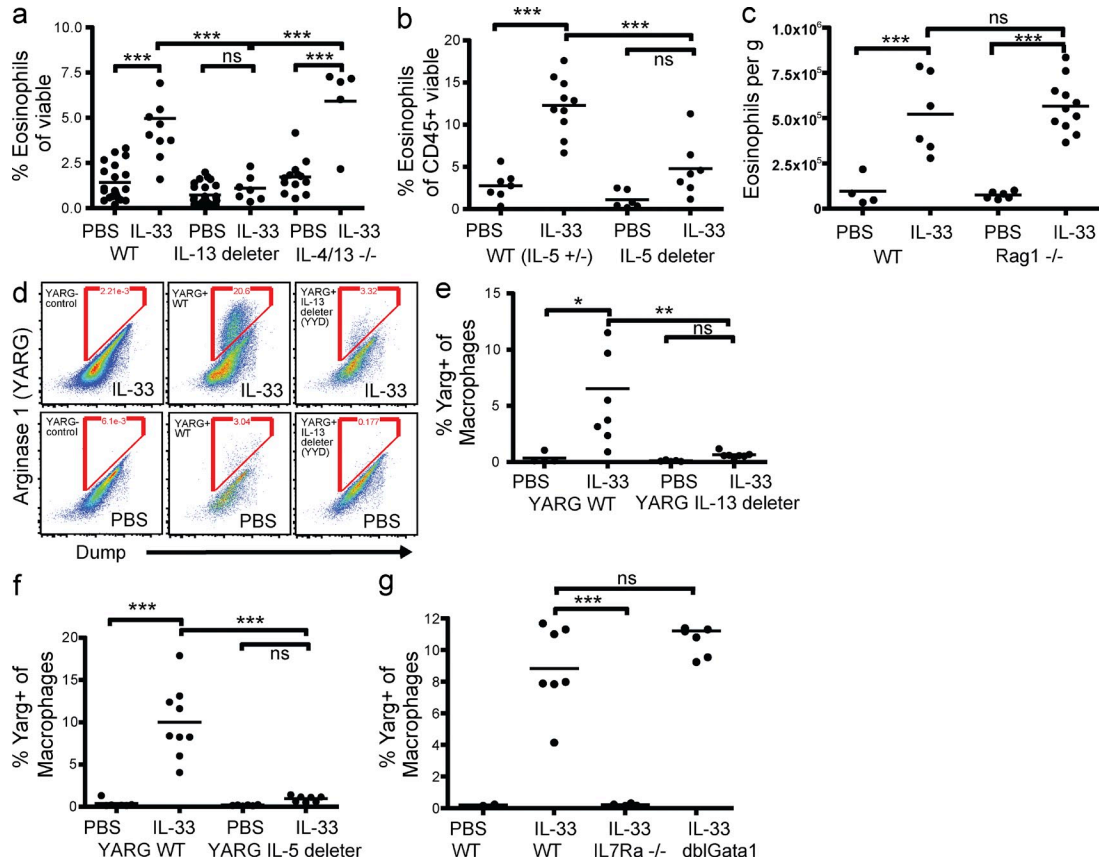 a
% Eosinophils
of viable
10.0
7.5
5.0
2.5
0.0
***
***
***
ns
***
PBS IL-33 PBS IL-33 PBS IL-33
WT IL-13 deleter IL-4/13 -/-
b
% Eosinophils
of CD45+ viable
20
15
10
5
0
***
***
ns
PBS IL-33 PBS IL-33
WT (IL-5 +/-) IL-5 deleter
c
Eosinophils per g
1.0x10⁶
7.5x10⁵
5.0x10⁵
2.5x10⁵
0
ns
***
***
PBS IL-33 PBS IL-33
WT Rag1 -/-
d
Arginase 1 (YARG)
YARG-
control
2.21e-3
IL-33
YARG+
WT
20.6
IL-33
YARG+
IL-13
deleter
(YYD)
3.32
IL-33
YARG-
control
6.1e-3
PBS
YARG+
WT
3.04
PBS
YARG+
IL-13
deleter
(YYD)
0.177
PBS
Dump
e
% Yarg+ of
Macrophages
15
10
5
0
*
**
ns
PBS IL-33 PBS IL-33
YARG WT YARG IL-13 deleter
f
% Yarg+ of
Macrophages
20
15
10
5
0
***
***
ns
PBS IL-33 PBS IL-33
YARG WT YARG IL-5 deleter
g
% Yarg+ of
Macrophages
12
10
8
6
4
2
0
ns
***
PBS IL-33 IL-33 IL-33
WT WT IL7Ra -/- dblGata1